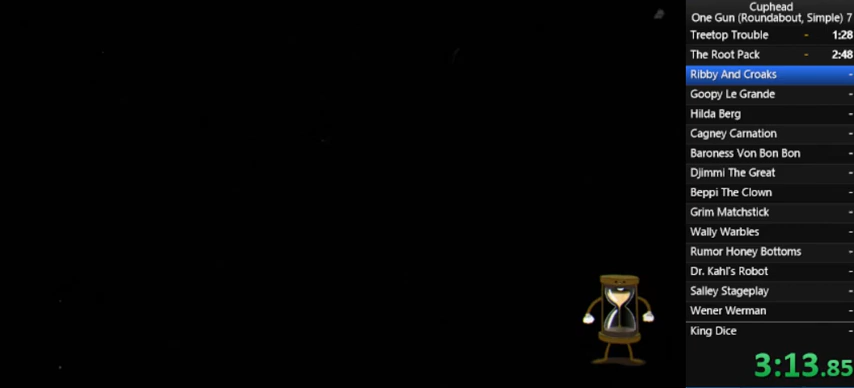 Cuphead
One Gun (Roundabout, Simple) 7
Treetop Trouble - 1:28
The Root Pack - 2:48
Ribby And Croaks -
Goopy Le Grande -
Hilda Berg -
Cagney Carnation -
Baroness Von Bon Bon -
Djimmi The Great -
Beppi The Clown -
Grim Matchstick -
Wally Warbles -
Rumor Honey Bottoms -
Dr. Kahl's Robot -
Salley Stageplay -
Wener Werman -
King Dice -
3:13.85